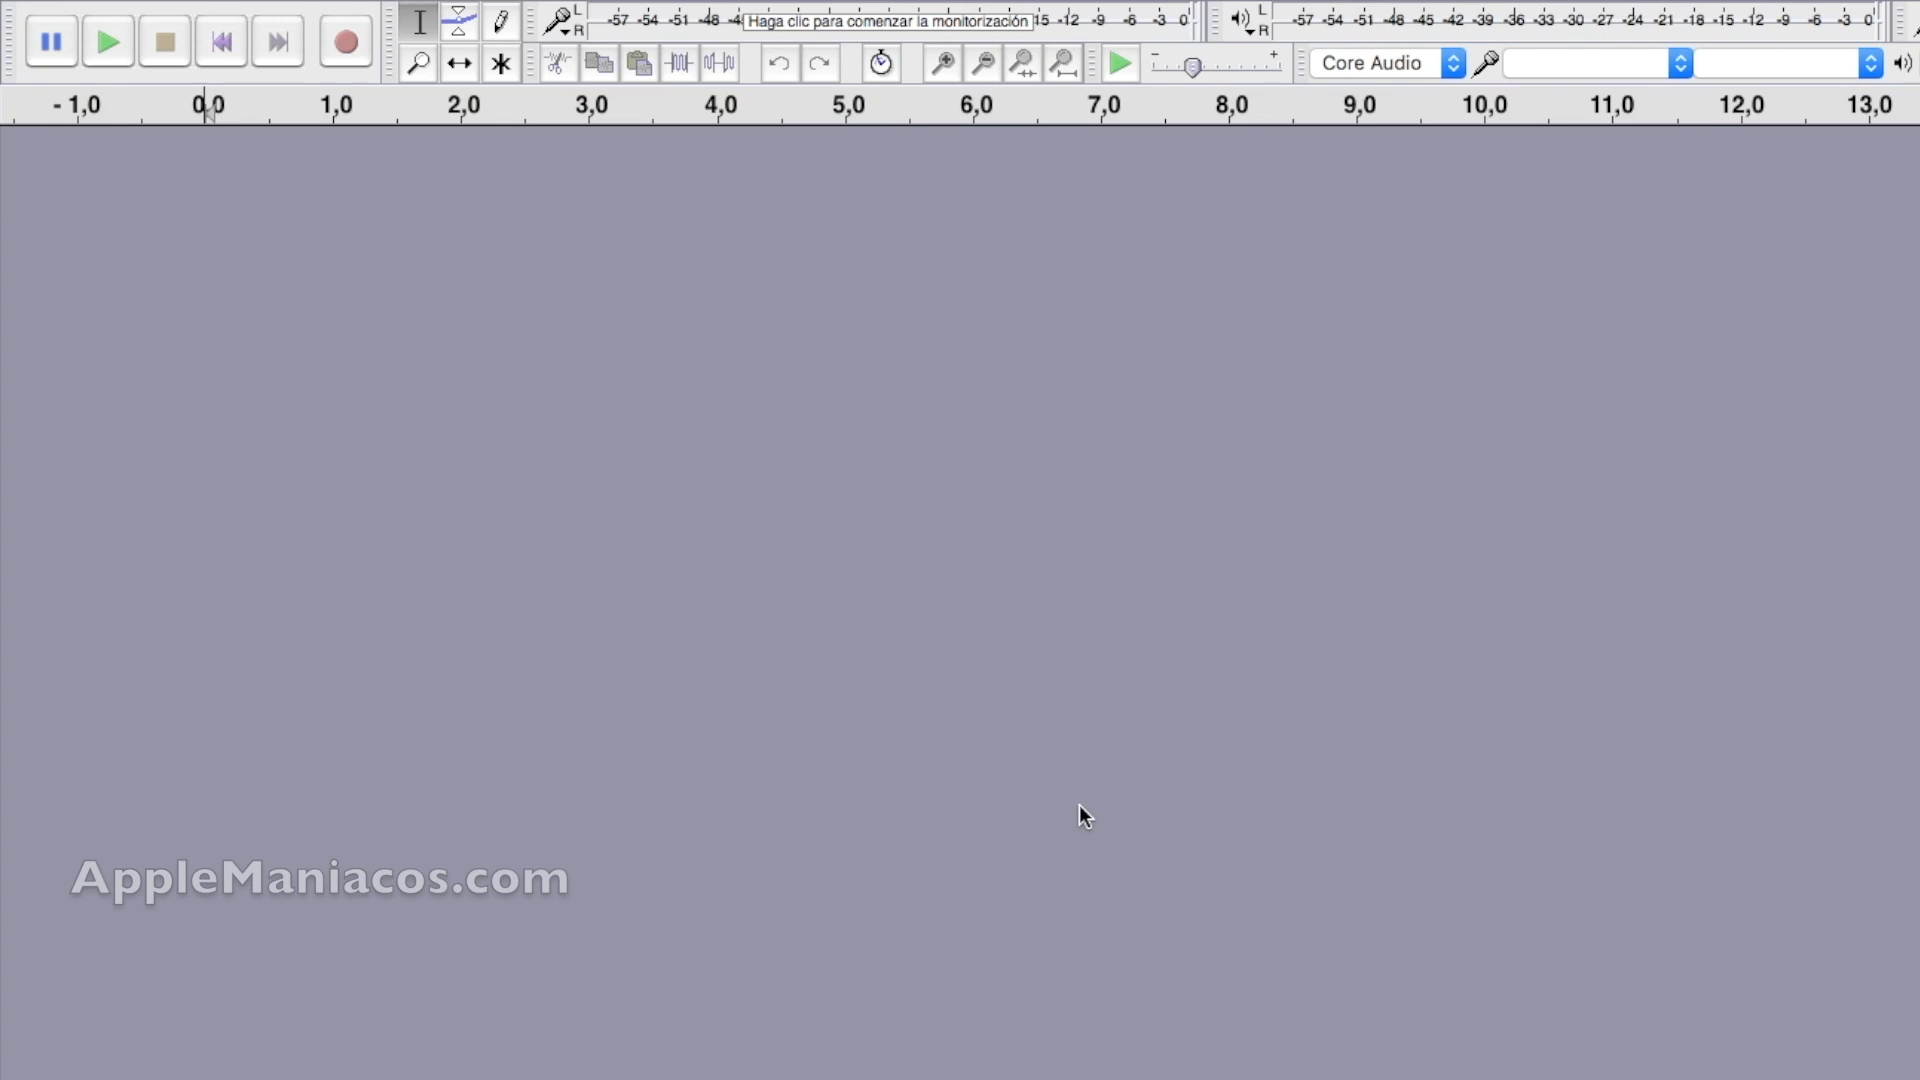 L
R
-57 -54 -51 -48 Haga clic para comenzar la monitorización 15 -12 -9 -6 -3 0
L
R
-57 -54 -51 -48 -45 -42 -39 -36 -33 -30 -27 -24 -21 -18 -15 -12 -9 -6 -3 0
- +
Core Audio
- 1,0 0,0 1,0 2,0 3,0 4,0 5,0 6,0 7,0 8,0 9,0 10,0 11,0 12,0 13,0
AppleManiacos.com